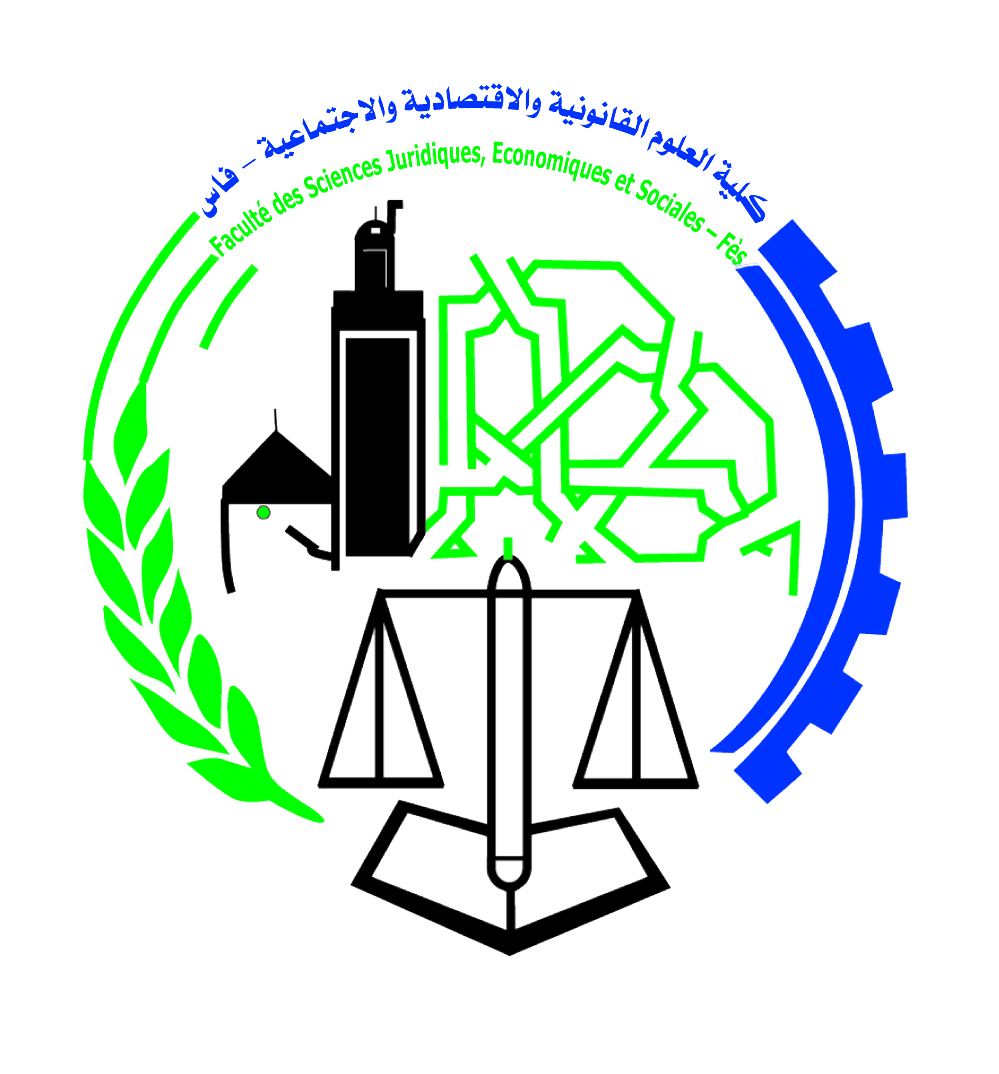 كلية العلوم القانونية والاقتصادية والاجتماعية – فاس
Faculté des Sciences Juridiques, Economiques et Sociales – Fès